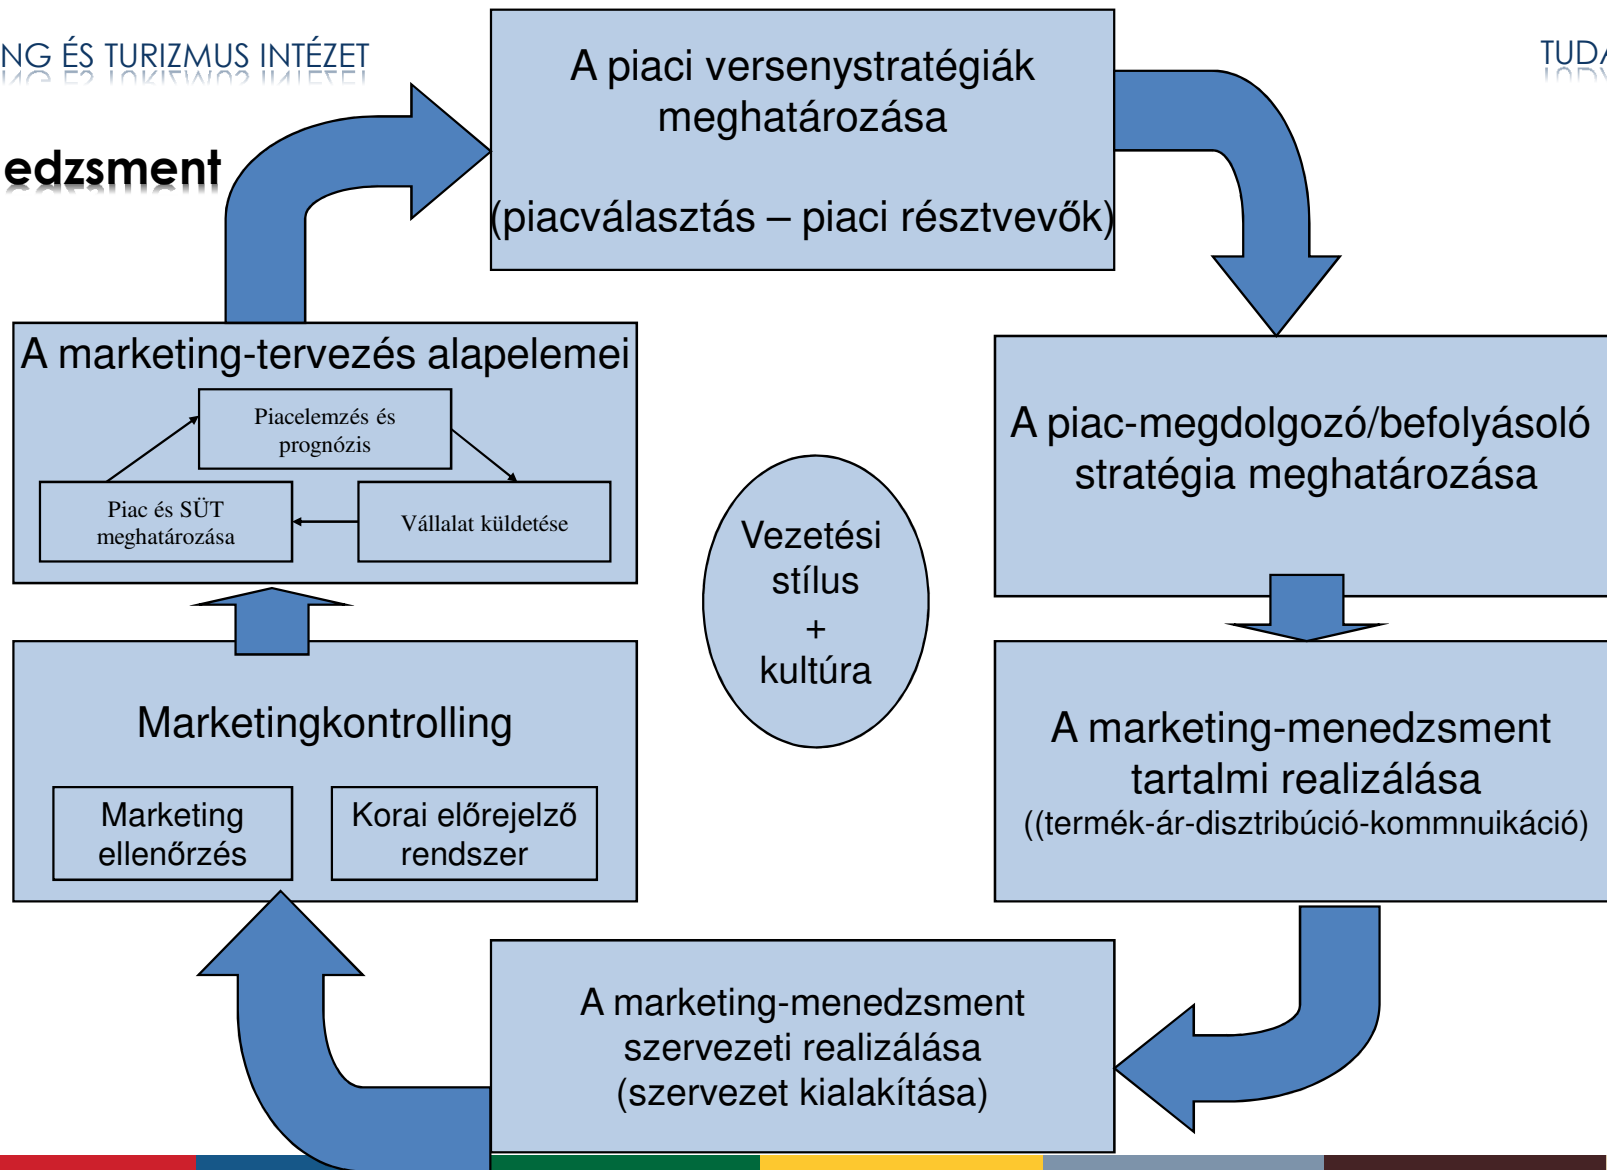 NG ÉS TURIZMUS INTÉZET
TUDA
edzsment
A piaci versenystratégiák
meghatározása
(piacválasztás – piaci résztvevők)
A marketing-tervezés alapelemei
Piacelemzés és
prognózis
Piac és SÜT
meghatározása
Vállalat küldetése
A piac-megdolgozó/befolyásoló
stratégia meghatározása
Vezetési
stílus
+
kultúra
Marketingkontrolling
Marketing
ellenőrzés
Korai előrejelző
rendszer
A marketing-menedzsment
tartalmi realizálása
((termék-ár-disztribúció-kommnuikáció)
A marketing-menedzsment
szervezeti realizálása
(szervezet kialakítása)